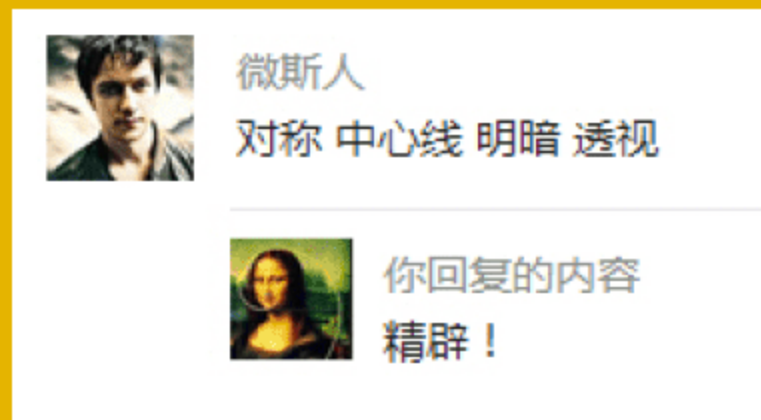 微斯人
对称 中心线 明暗 透视
你回复的内容
精辟！